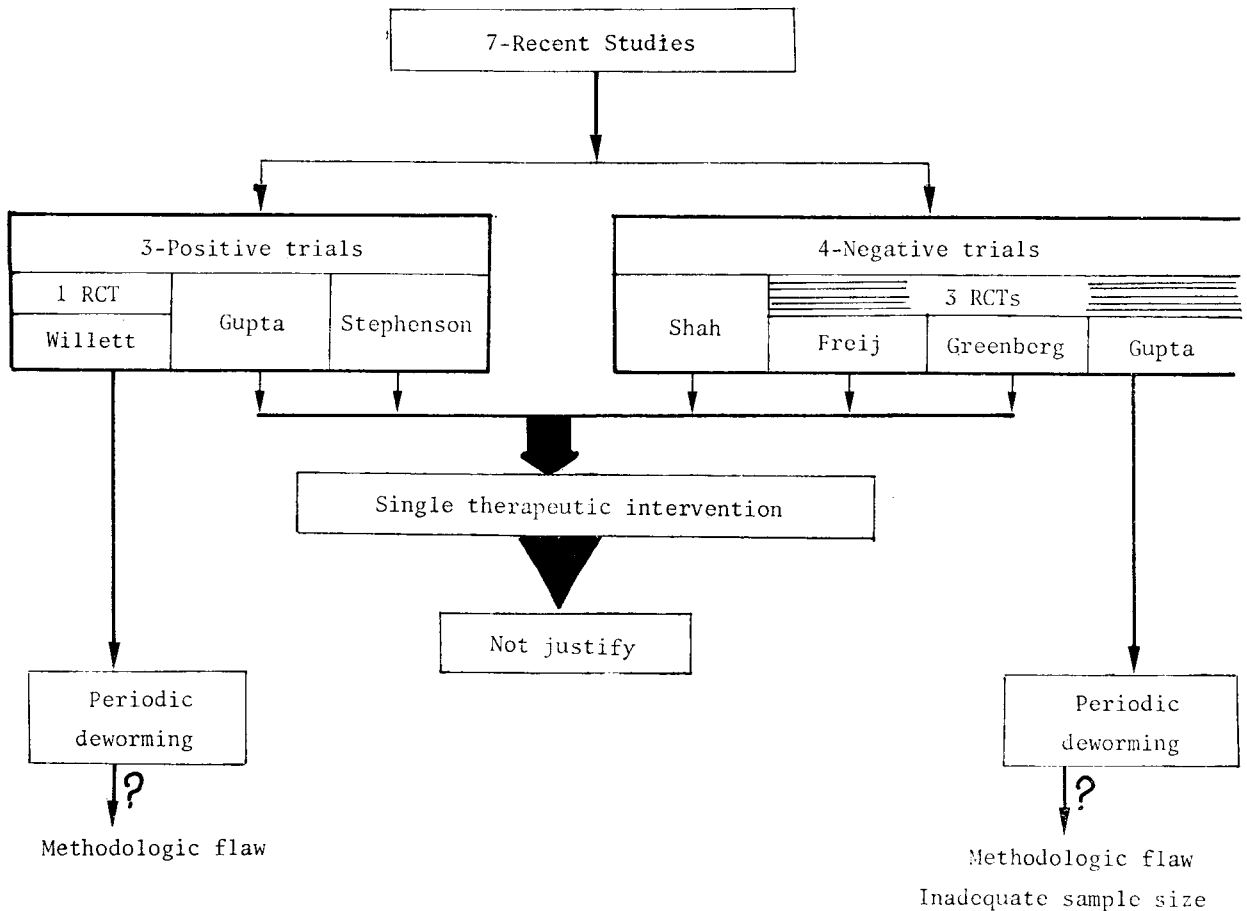 7-Recent Studies
3-Positive trials
4-Negative trials
1 RCT
3 RCTs
Willett
Gupta
Stephenson
Shah
Freij
Greenberg
Gupta
Single therapeutic intervention
Not justify
Periodic
deworming
?
Methodologic flaw
Periodic
deworming
?
Methodologic flaw
Inadequate sample size